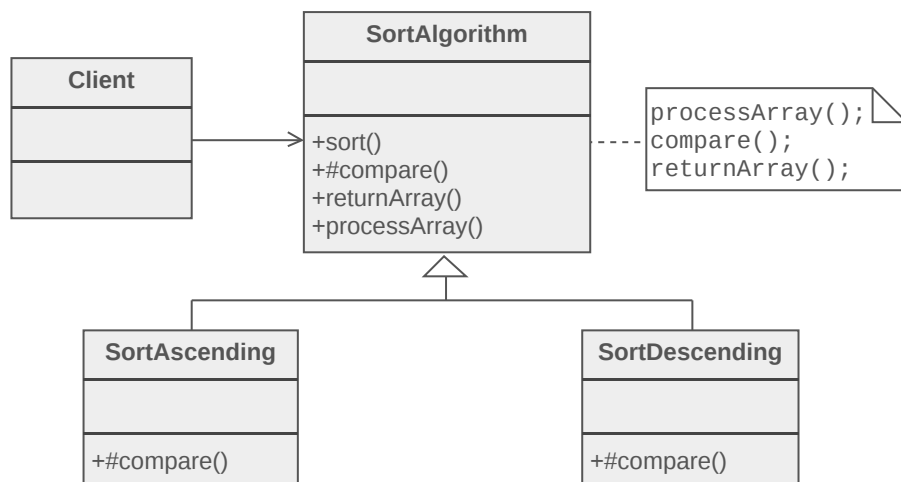 Client
SortAlgorithm
+sort()
+#compare()
+returnArray()
+processArray()
processArray();
compare();
returnArray();
SortAscending
+#compare()
SortDescending
+#compare()